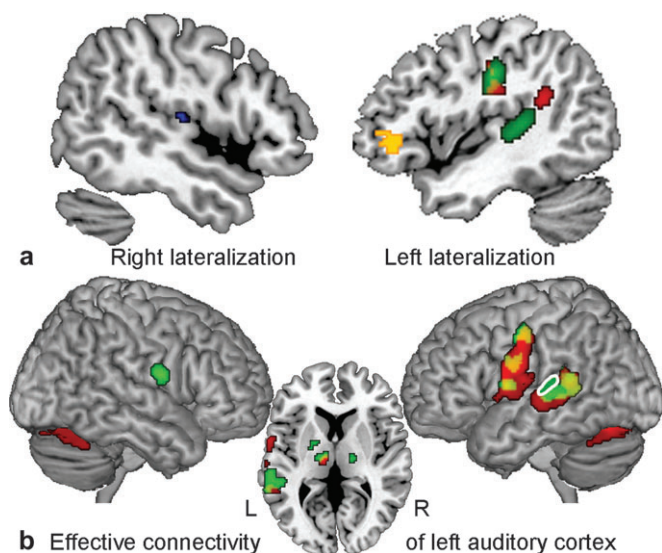 a Right lateralization Left lateralization
L R
b Effective connectivity of left auditory cortex